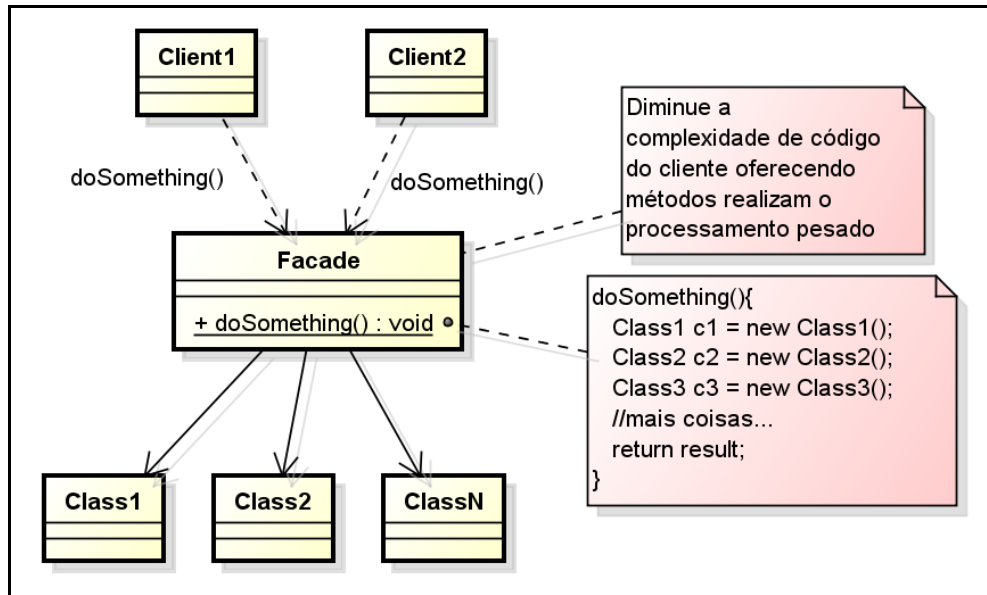 Client1
Client2
Diminue a
complexidade de código
do cliente oferecendo
métodos realizam o
processamento pesado
doSomething()
doSomething()
Facade
+ doSomething() : void
doSomething(){
Class1 c1 = new Class1();
Class2 c2 = new Class2();
Class3 c3 = new Class3();
//mais coisas...
return result;
}
Class1
Class2
ClassN